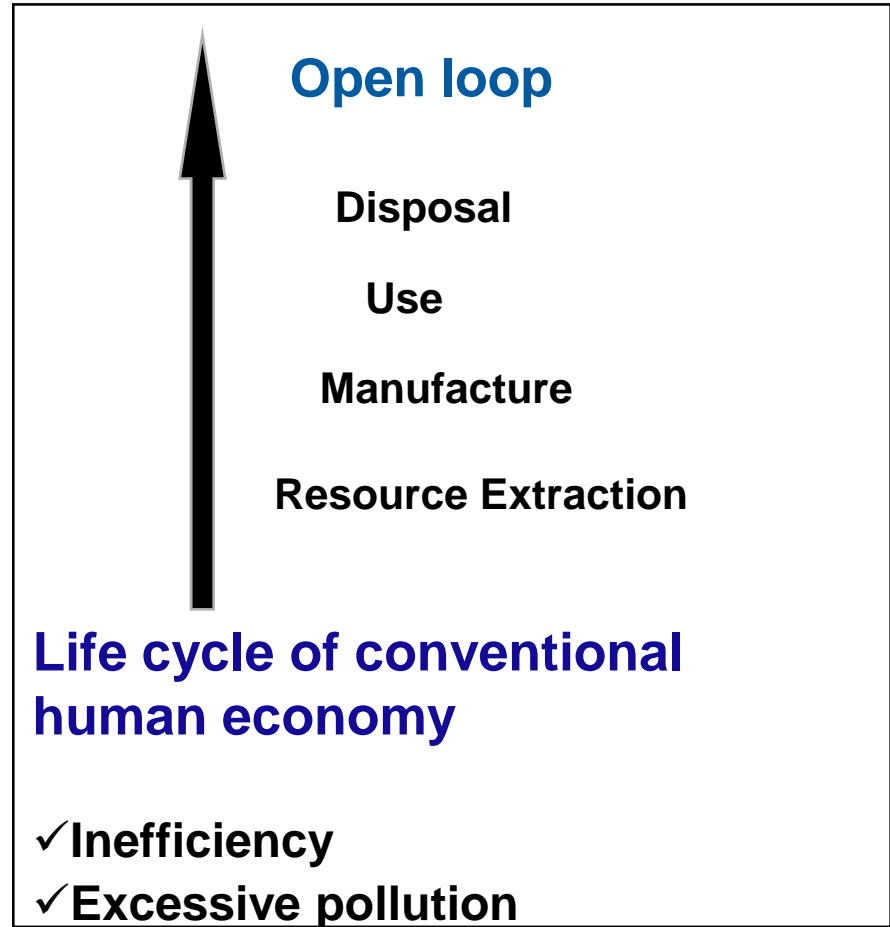 Open loop
Disposal
Use
Manufacture
Resource Extraction
Life cycle of conventional
human economy
✓Inefficiency
✓Excessive pollution